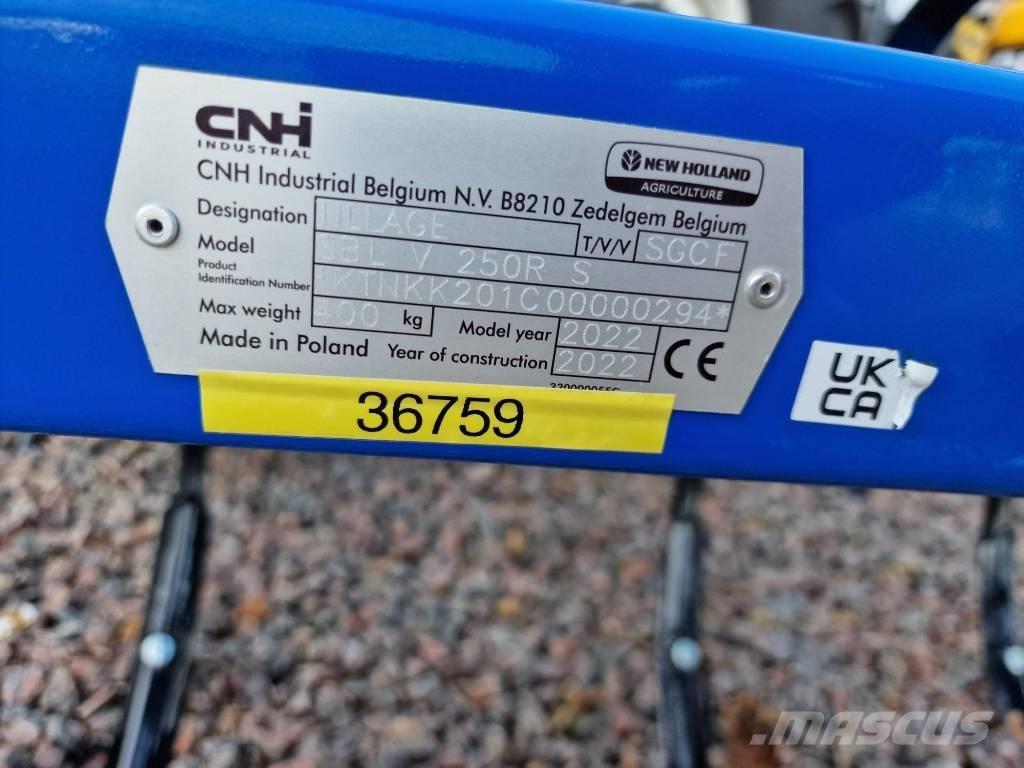 CNH
INDUSTRIAL
NEW HOLLAND
AGRICULTURE
CNH Industrial Belgium N.V. B8210 Zedelgem Belgium
Designation TILLAGE T/V/V SGCF
Model SBL V 250R S
Product
Identification Number *KTNKK201C00000294*
Max weight 400 kg Model year 2022
Made in Poland Year of construction 2022 CE
36759
UK
CA
MASCUS